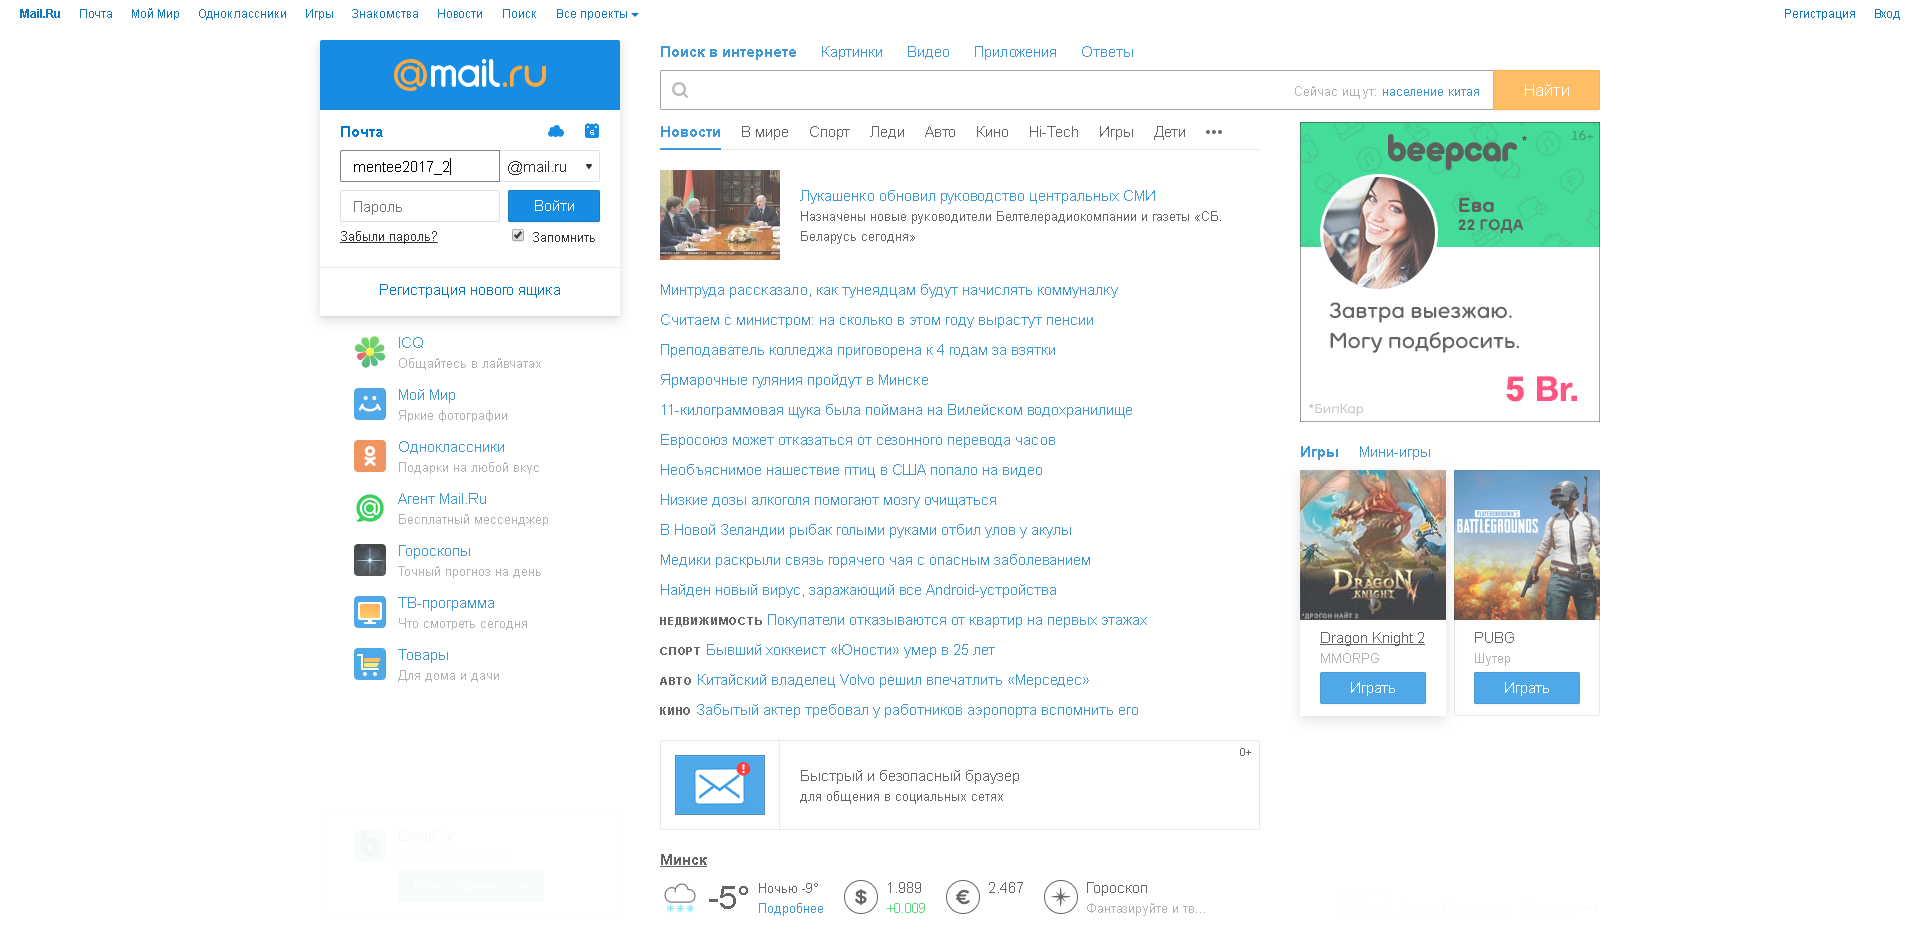 Mail.Ru Почта Мой Мир Одноклассники Игры Знакомства Новости Поиск Все проекты Регистрация Вход
@mail.ru
Почта
6
mentee2017_2 @mail.ru
Пароль Войти
Забыли пароль? Запомнить
Регистрация нового ящика
ICQ
Общайтесь в лайвчатах
Мой Мир
Яркие фотографии
Одноклассники
Подарки на любой вкус
Агент Mail.Ru
Бесплатный мессенджер
Гороскопы
Точный прогноз на день
ТВ-программа
Что смотреть сегодня
Товары
Для дома и дачи
BeepCar
Поиск в интернете Картинки Видео Приложения Ответы
Сейчас ищут: население китая Найти
Новости В мире Спорт Леди Авто Кино Hi-Tech Игры Дети
Лукашенко обновил руководство центральных СМИ
Назначены новые руководители Белтелерадиокомпании и газеты «СБ.
Беларусь сегодня»
Минтруда рассказало, как тунеядцам будут начислять коммуналку
Считаем с министром: на сколько в этом году вырастут пенсии
Преподаватель колледжа приговорена к 4 годам за взятки
Ярмарочные гуляния пройдут в Минске
11-килограммовая щука была поймана на Вилейском водохранилище
Евросоюз может отказаться от сезонного перевода часов
Необъяснимое нашествие птиц в США попало на видео
Низкие дозы алкоголя помогают мозгу очищаться
В Новой Зеландии рыбак голыми руками отбил улов у акулы
Медики раскрыли связь горячего чая с опасным заболеванием
Найден новый вирус, заражающий все Android-устройства
НЕДВИЖИМОСТЬ Покупатели отказываются от квартир на первых этажах
СПОРТ Бывший хоккеист «Юности» умер в 25 лет
АВТО Китайский владелец Volvo решил впечатлить «Мерседес»
КИНО Забытый актер требовал у работников аэропорта вспомнить его
0+
Быстрый и безопасный браузер
для общения в социальных сетях
Минск
-5° Ночью -9°
Подробнее
$ 1.989
+0.009
€ 2.467
Гороскоп
Фантазируйте и тв...
16+
beepcar*
Ева
22 ГОДА
Завтра выезжаю.
Могу подбросить.
5 Br.
*БипКар
Игры Мини-игры
DRAGON
KNIGHT
*ДРЭГОН НАЙТ 2
Dragon Knight 2
MMORPG
Играть
PLAYERUNKNOWN'S
BATTLEGROUNDS
PUBG
Шутер
Играть